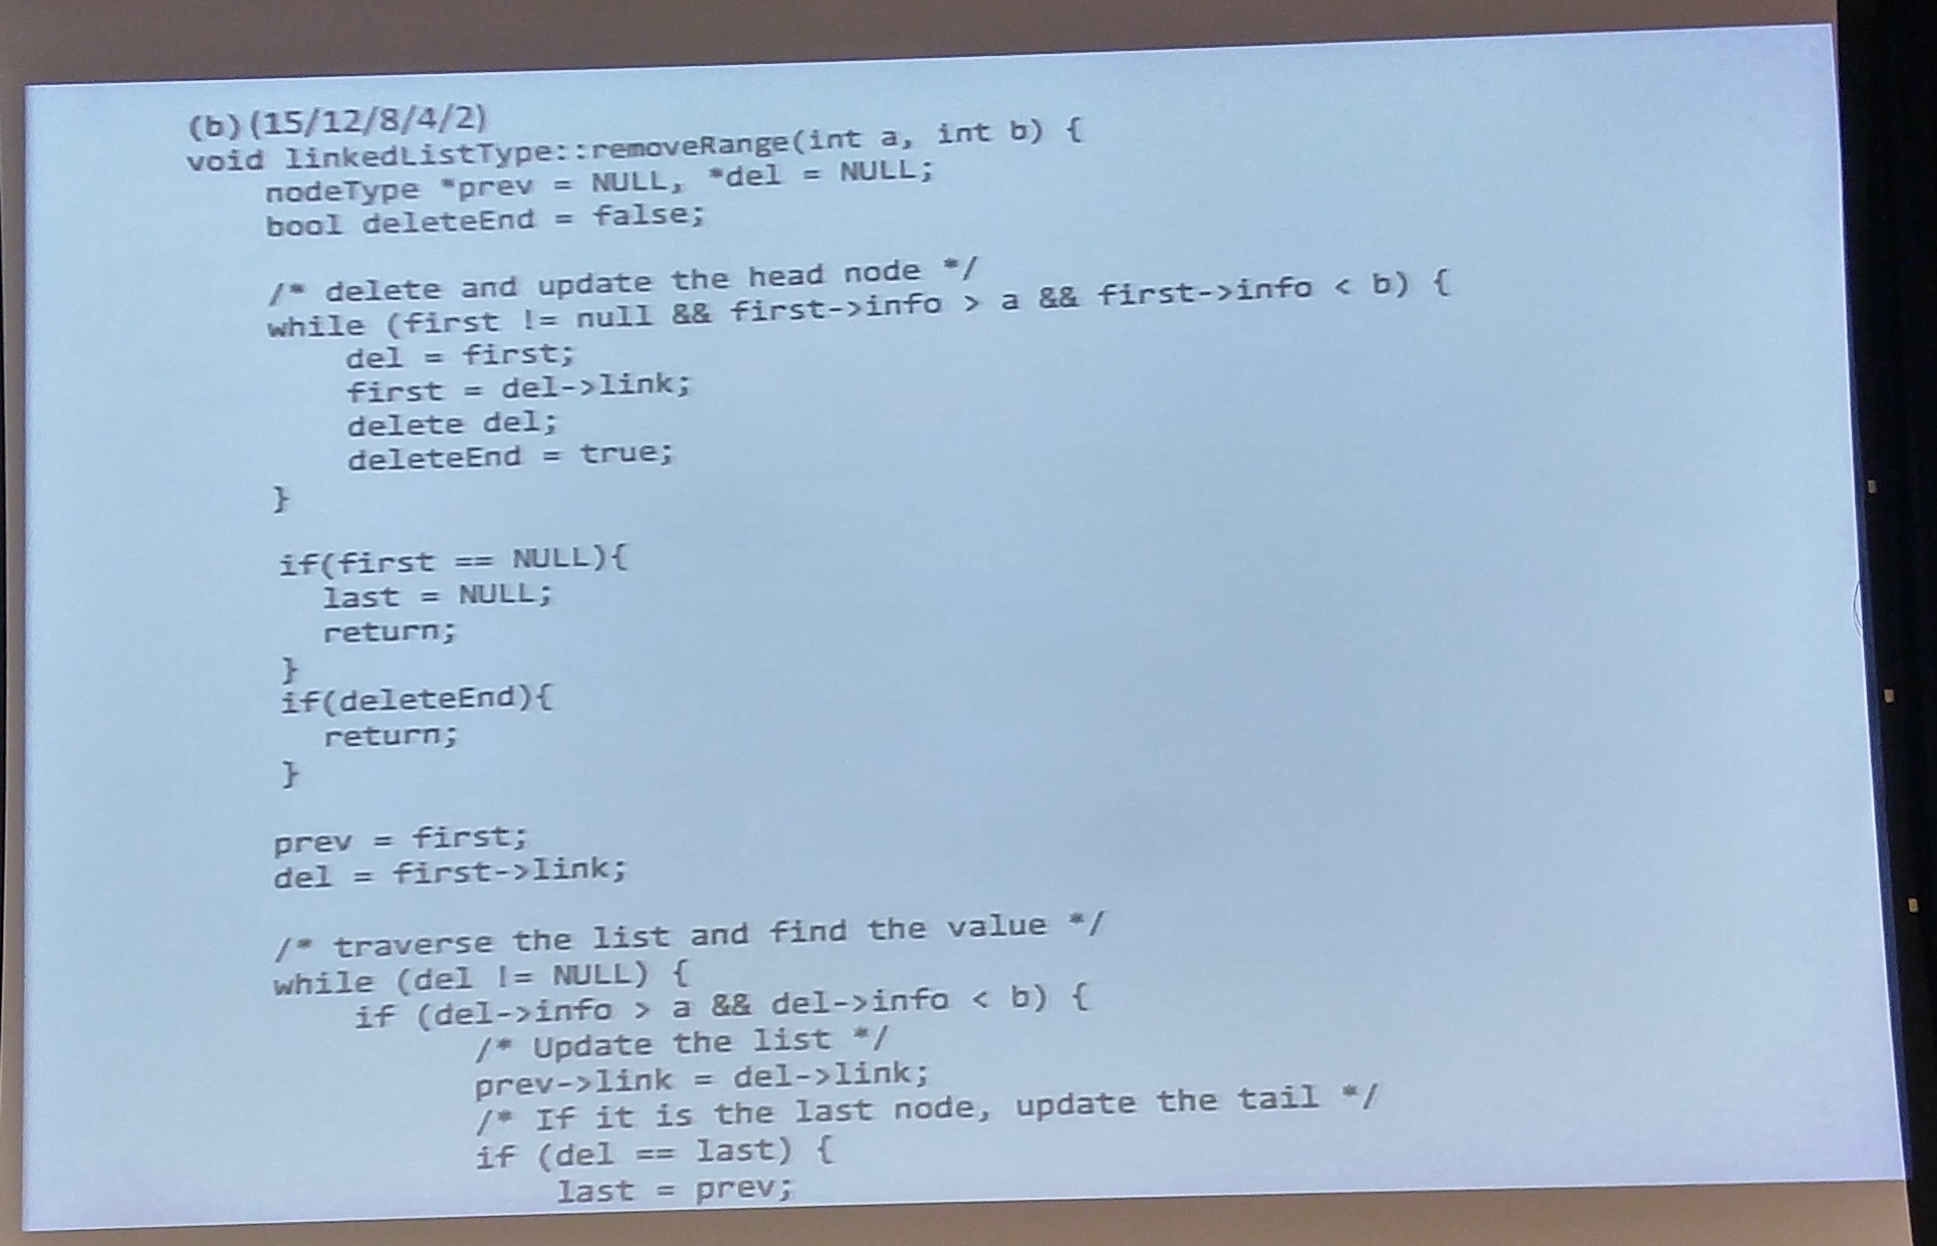 (b)(15/12/8/4/2)
void linkedListType::removeRange(int a, int b) {
nodeType *prev = NULL, *del = NULL;
bool deleteEnd = false;
/* delete and update the head node */
while (first != null && first->info > a && first->info < b) {
del = first;
first = del->link;
delete del;
deleteEnd = true;
}
if(first == NULL){
last = NULL;
return;
}
if(deleteEnd){
return;
}
prev = first;
del = first->link;
/* traverse the list and find the value */
while (del != NULL) {
if (del->info > a && del->info < b) {
/* Update the list */
prev->link = del->link;
/* If it is the last node, update the tail */
if (del == last) {
last = prev;